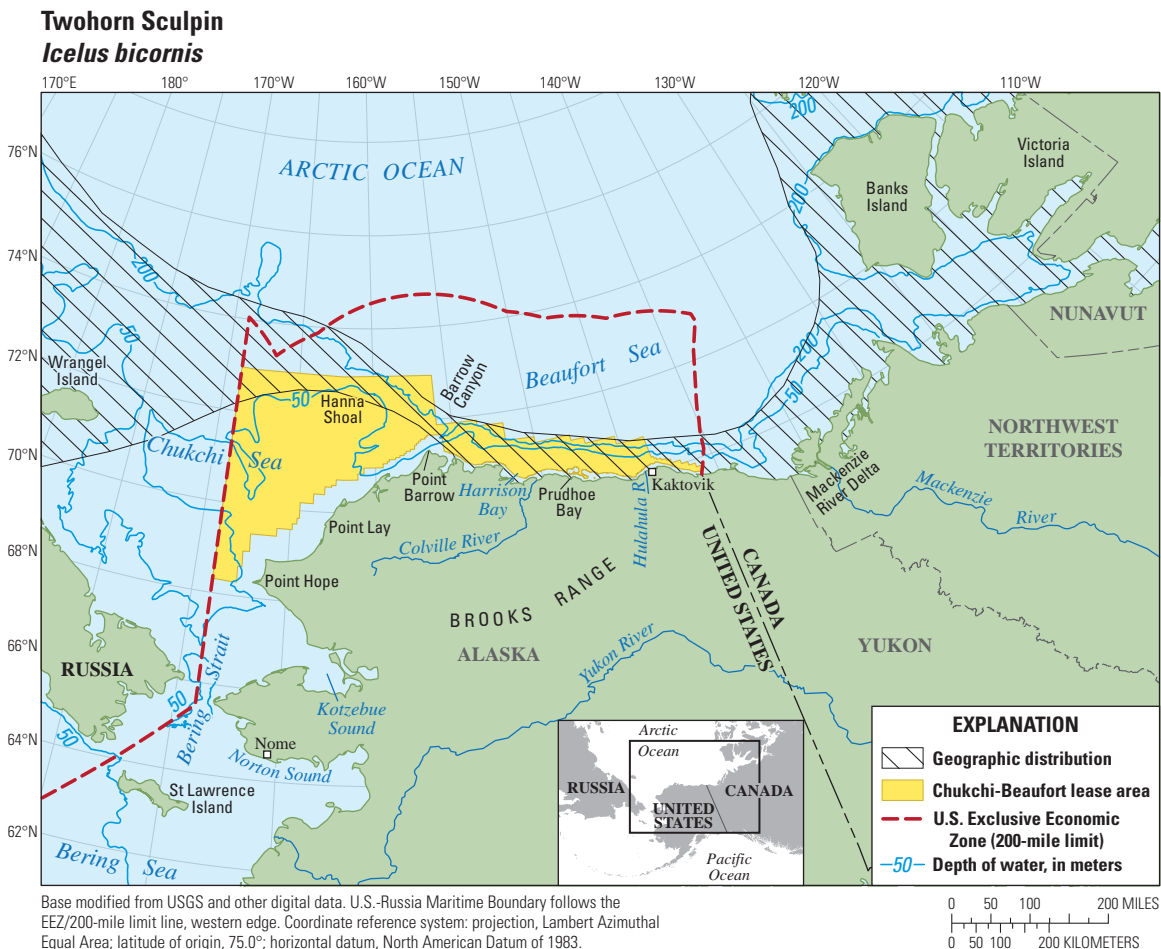 Twohorn Sculpin
Icelus bicornis
170°E
180°
170°W
160°W
150°W
140°W
130°W
120°W
110°W
76°N
74°N
72°N
70°N
68°N
66°N
64°N
62°N
ARCTIC OCEAN
200
Victoria
Island
Banks
Island
200
200
50
Wrangel
Island
NUNAVUT
Beaufort Sea
Barrow
Canyon
50
Hanna
Shoal
200
50
Chukchi Sea
NORTHWEST
TERRITORIES
Point
Barrow
Harrison
Bay
Prudhoe
Bay
Hulahula R.
Kaktovik
Mackenzie
River Delta
Mackenzie River
Point Lay
Colville River
Point Hope
BROOKS RANGE
CANADA
UNITED STATES
ALASKA
YUKON
Yukon River
RUSSIA
Bering Strait
50
50
Kotzebue
Sound
Nome
Norton Sound
St Lawrence
Island
Bering Sea
Arctic
Ocean
RUSSIA
CANADA
UNITED
STATES
Pacific
Ocean
EXPLANATION
Geographic distribution
Chukchi-Beaufort lease area
U.S. Exclusive Economic
Zone (200-mile limit)
50 Depth of water, in meters
Base modified from USGS and other digital data. U.S.-Russia Maritime Boundary follows the
EEZ/200-mile limit line, western edge. Coordinate reference system: projection, Lambert Azimuthal
Equal Area; latitude of origin, 75.0°; horizontal datum, North American Datum of 1983.
0 50 100 200 MILES
0 50 100 200 KILOMETERS